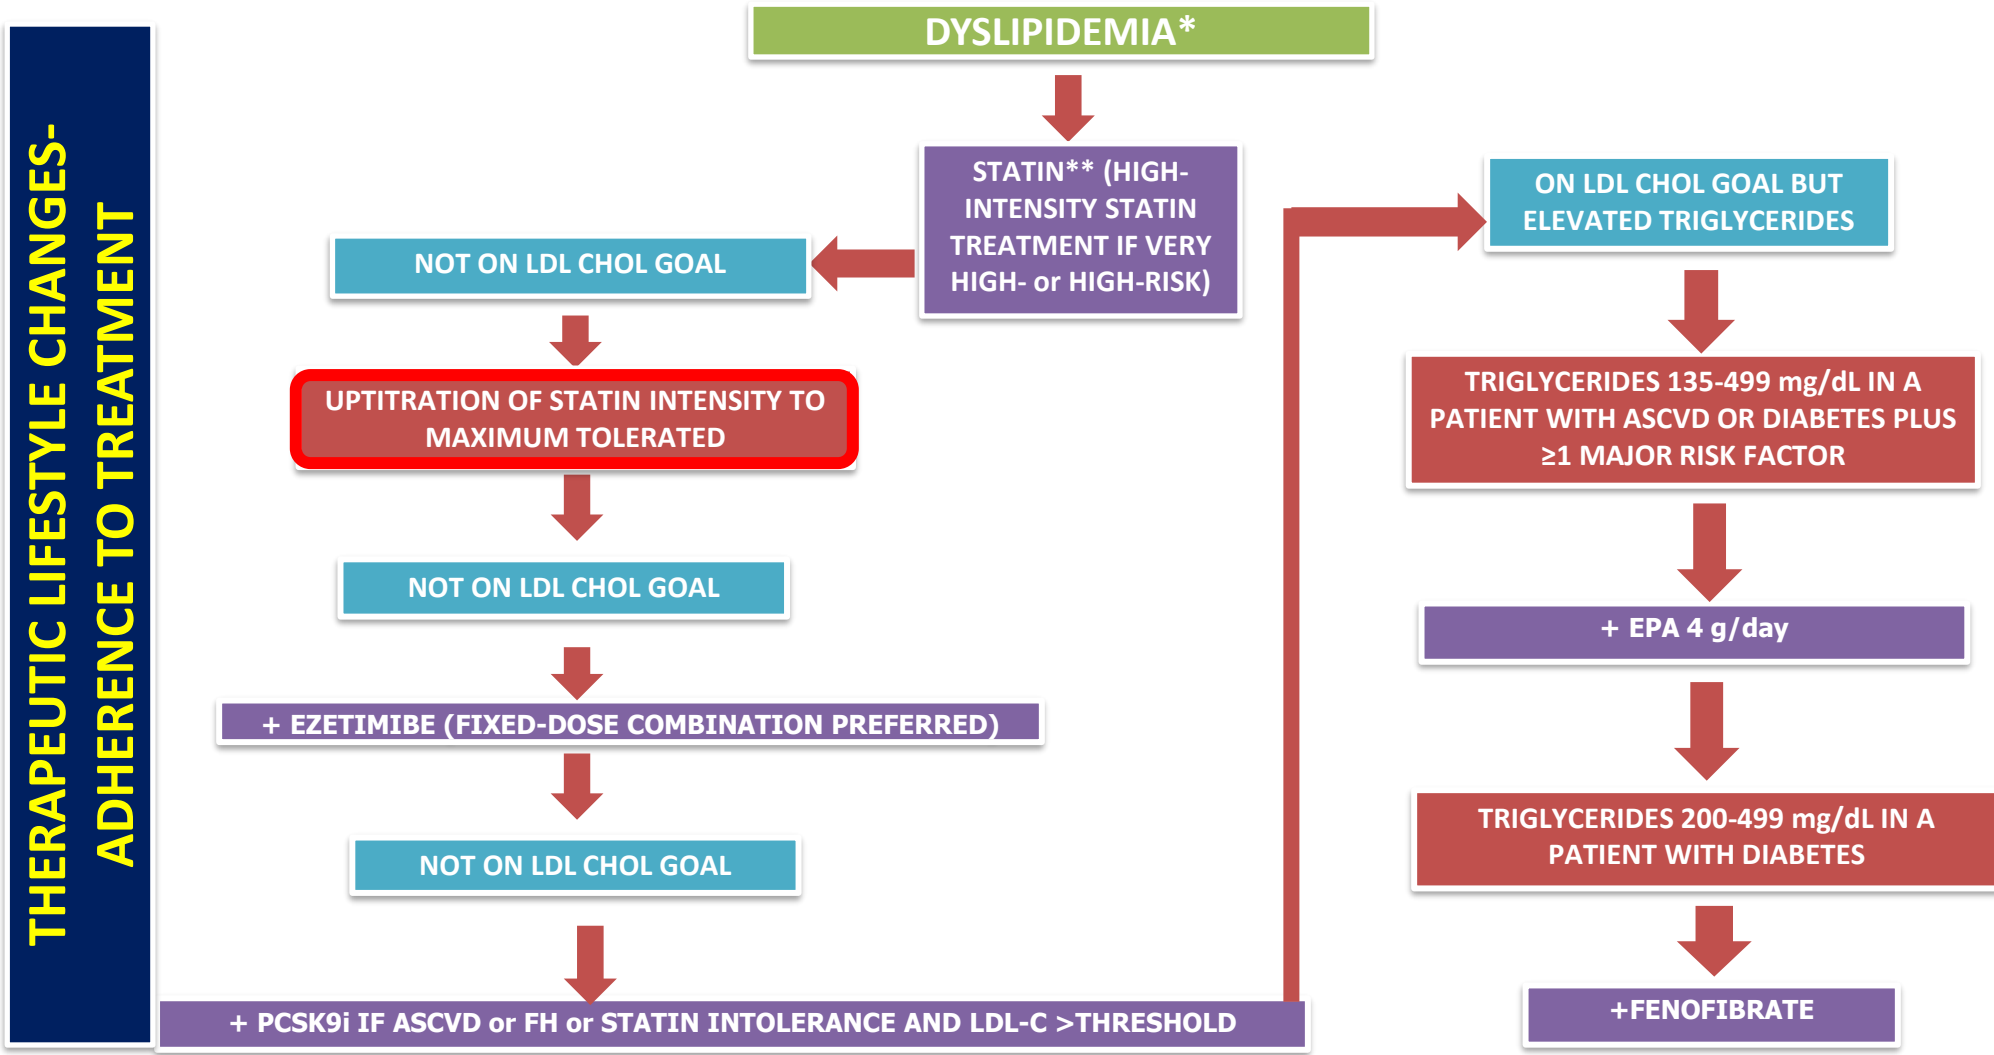 THERAPEUTIC LIFESTYLE CHANGES-
ADHERENCE TO TREATMENT
DYSLIPIDEMIA*
STATIN** (HIGH-
INTENSITY STATIN
TREATMENT IF VERY
HIGH- or HIGH-RISK)
NOT ON LDL CHOL GOAL
UPTITRATION OF STATIN INTENSITY TO
MAXIMUM TOLERATED
NOT ON LDL CHOL GOAL
+ EZETIMIBE (FIXED-DOSE COMBINATION PREFERRED)
NOT ON LDL CHOL GOAL
+ PCSK9i IF ASCVD or FH or STATIN INTOLERANCE AND LDL-C >THRESHOLD
ON LDL CHOL GOAL BUT
ELEVATED TRIGLYCERIDES
TRIGLYCERIDES 135-499 mg/dL IN A
PATIENT WITH ASCVD OR DIABETES PLUS
≥1 MAJOR RISK FACTOR
+ EPA 4 g/day
TRIGLYCERIDES 200-499 mg/dL IN A
PATIENT WITH DIABETES
+FENOFIBRATE